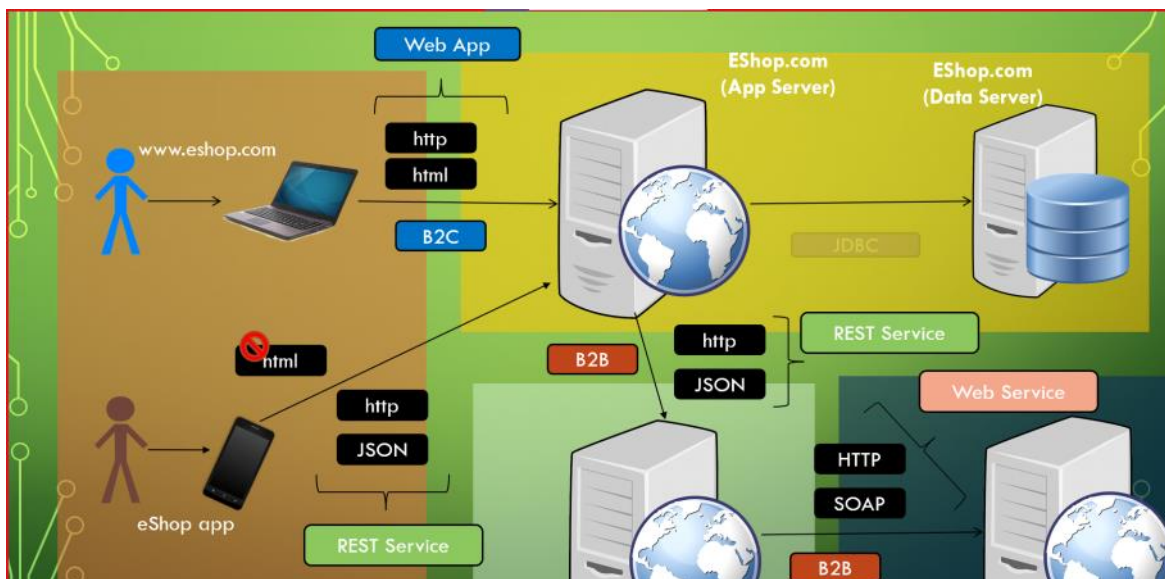 Web App
EShop.com
(App Server)
EShop.com
(Data Server)
www.eshop.com
http
html
B2C
JDBC
html
http
JSON
REST Service
B2B
http
JSON
REST Service
Web Service
HTTP
SOAP
eShop app
B2B